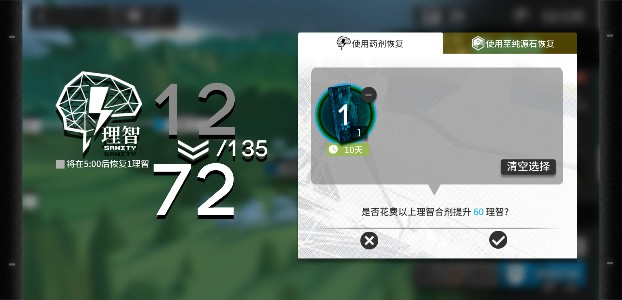 使用药剂恢复
使用至纯源石恢复
12
理智
SANITY
/135
将在5:00后恢复1理智
72
1
1
10天
清空选择
是否花费以上理智合剂提升 60 理智?